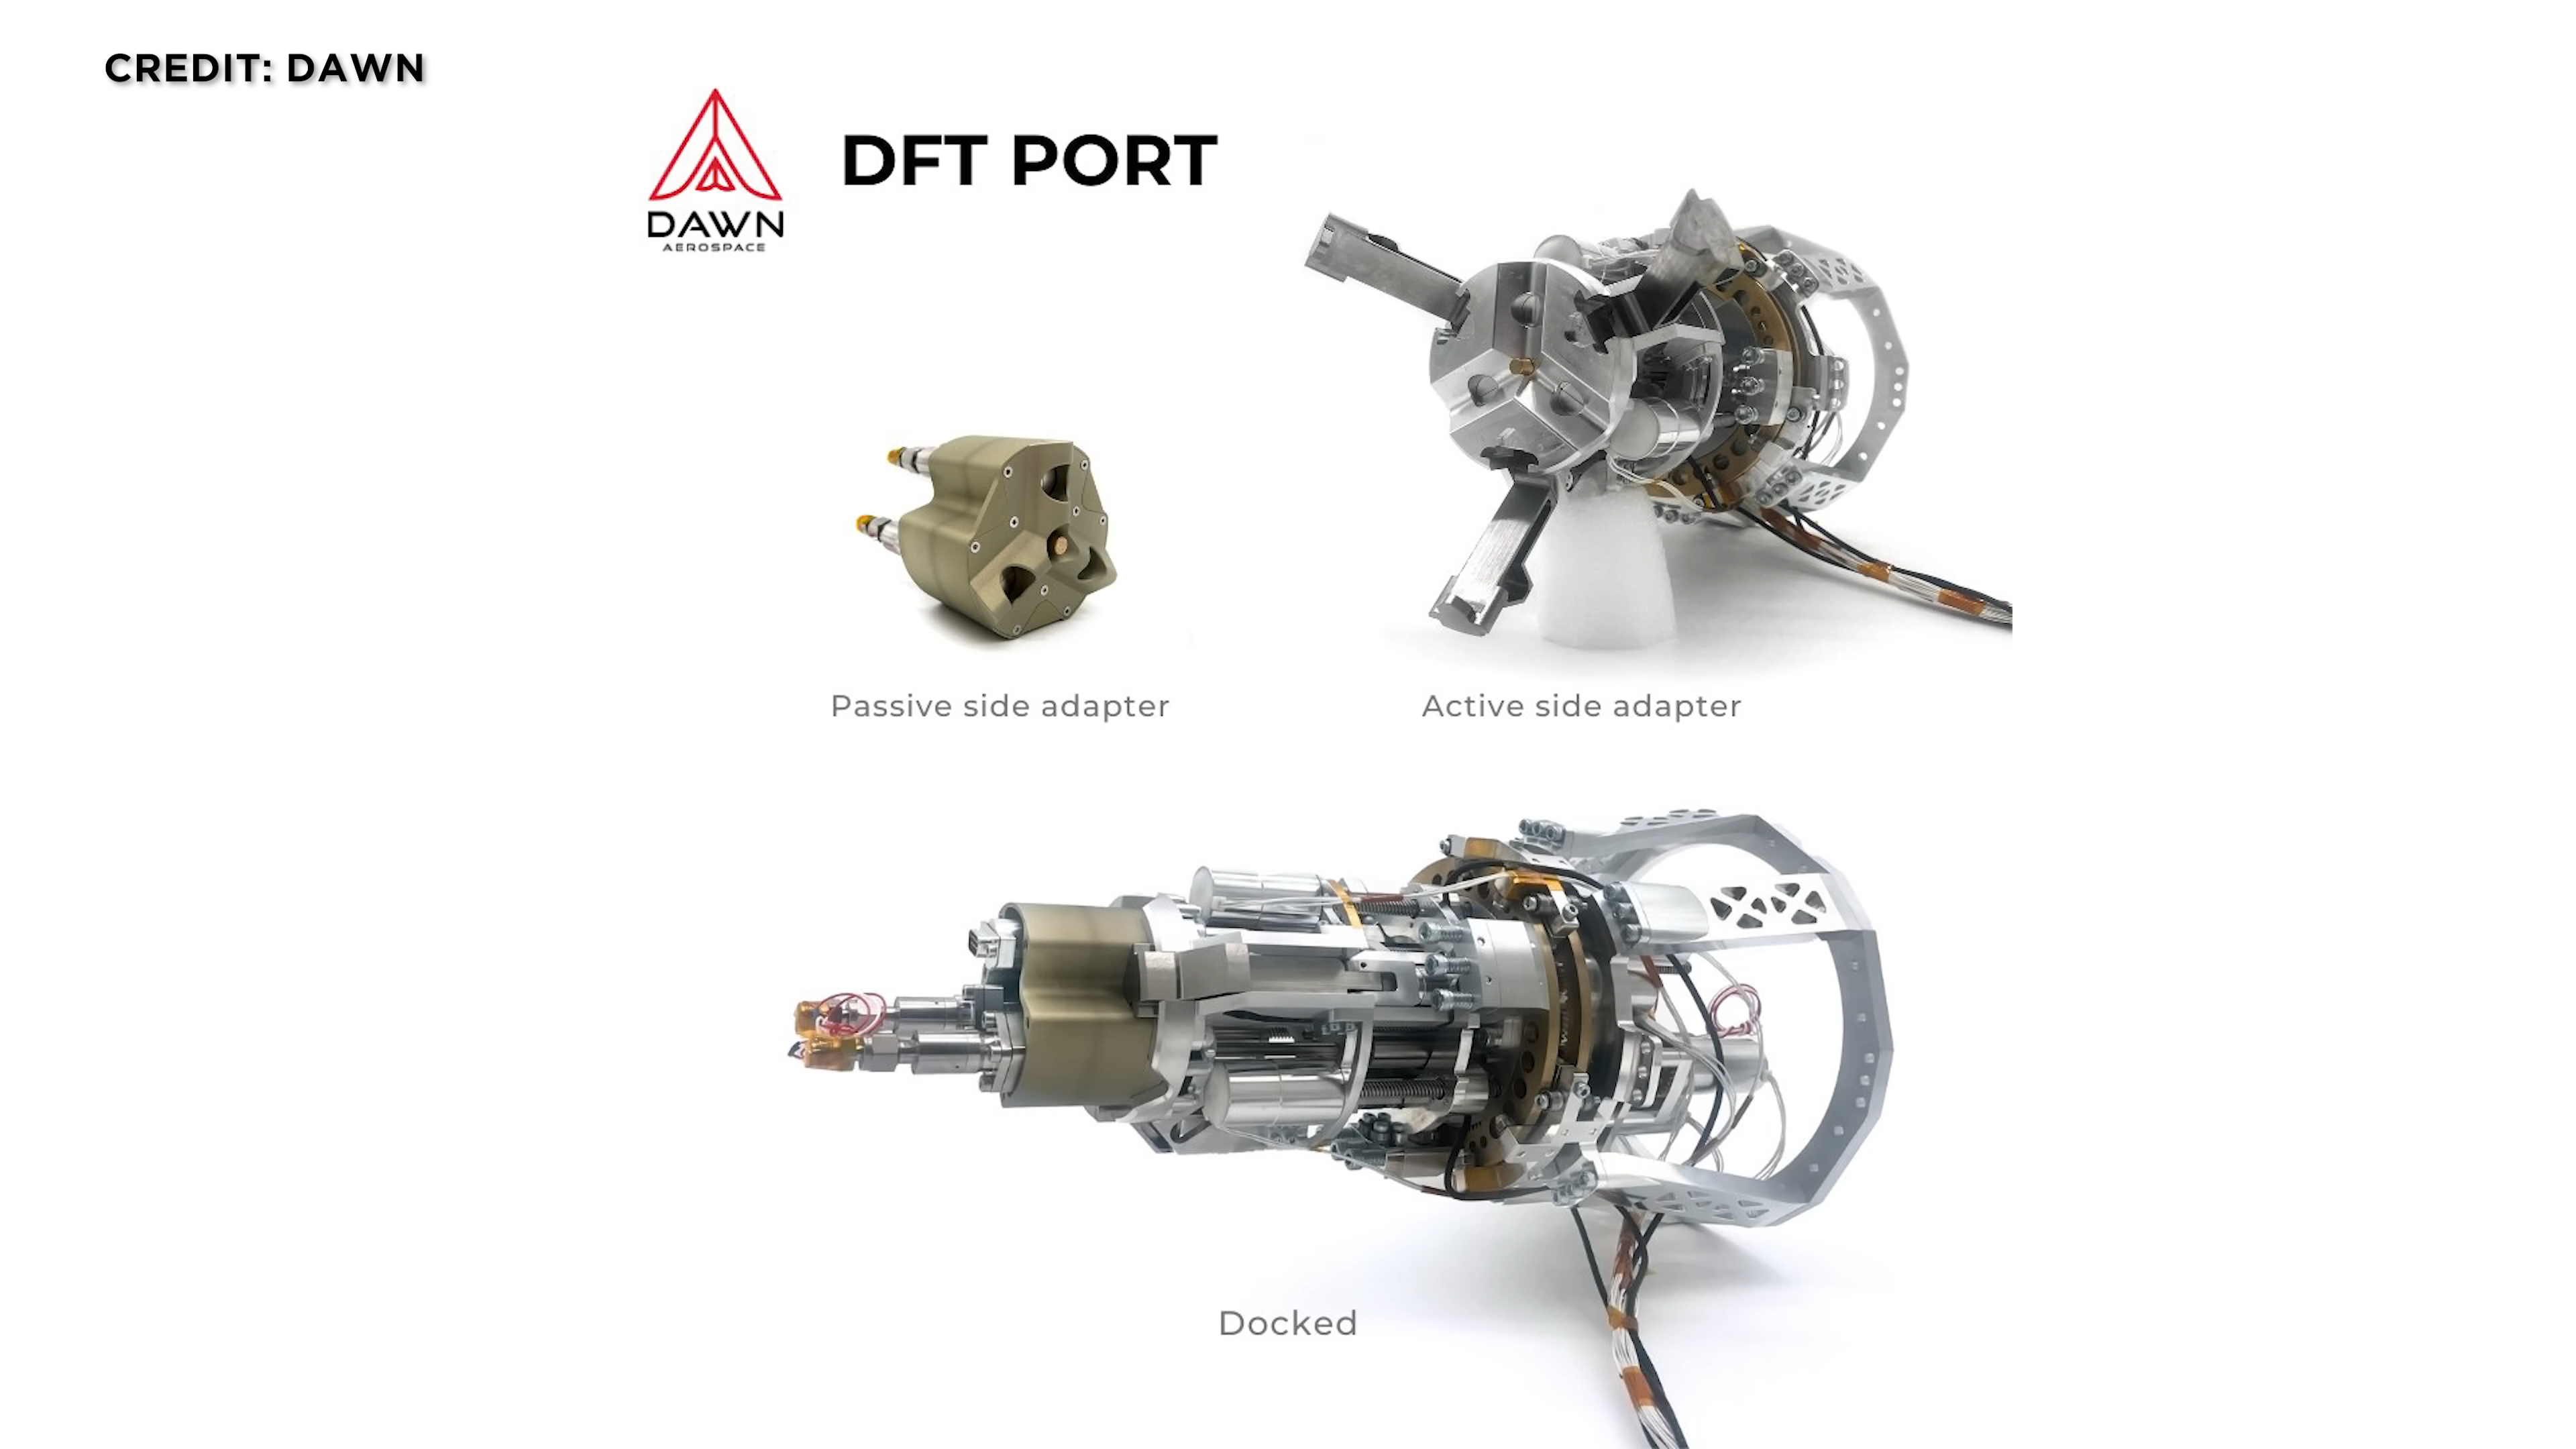 CREDIT: DAWN
DFT PORT
DAWN
AEROSPACE
Passive side adapter
Active side adapter
Docked